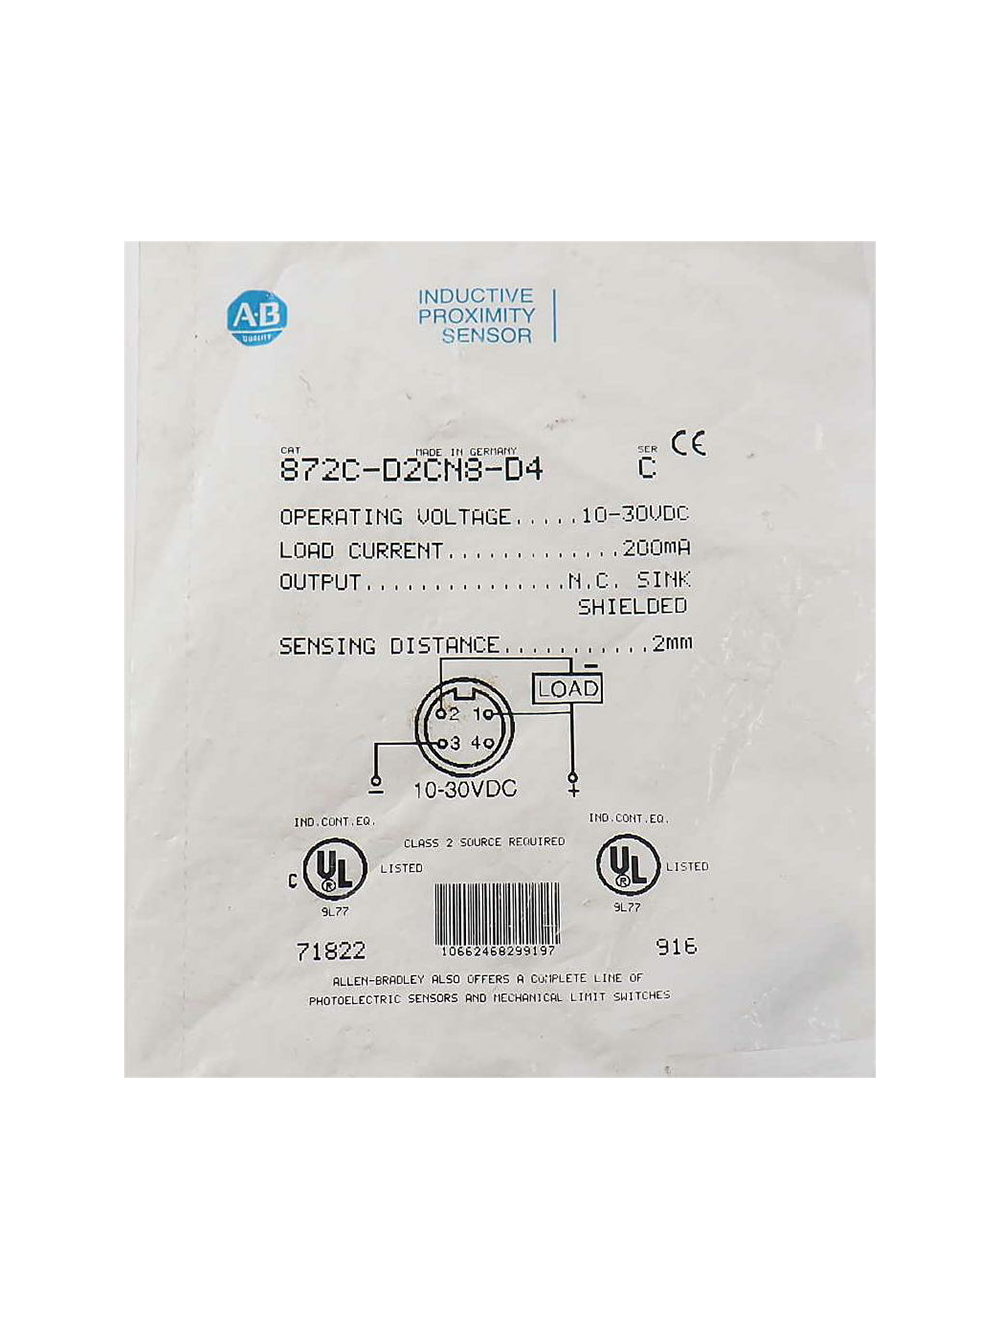 A-B
QUALITY
INDUCTIVE
PROXIMITY
SENSOR
CAT MADE IN GERMANY SER CE
872C-D2CN8-D4 C
OPERATING VOLTAGE.....10-30VDC
LOAD CURRENT.............200mA
OUTPUT...............N.C. SINK
SHIELDED
SENSING DISTANCE...........2mm
LOAD −
2 1
3 4
− 10-30VDC +
IND.CONT.EQ. IND.CONT.EQ.
CLASS 2 SOURCE REQUIRED
C UL ® LISTED UL ® LISTED
9L77 9L77
71822 10662468299197 916
ALLEN-BRADLEY ALSO OFFERS A COMPLETE LINE OF
PHOTOELECTRIC SENSORS AND MECHANICAL LIMIT SWITCHES